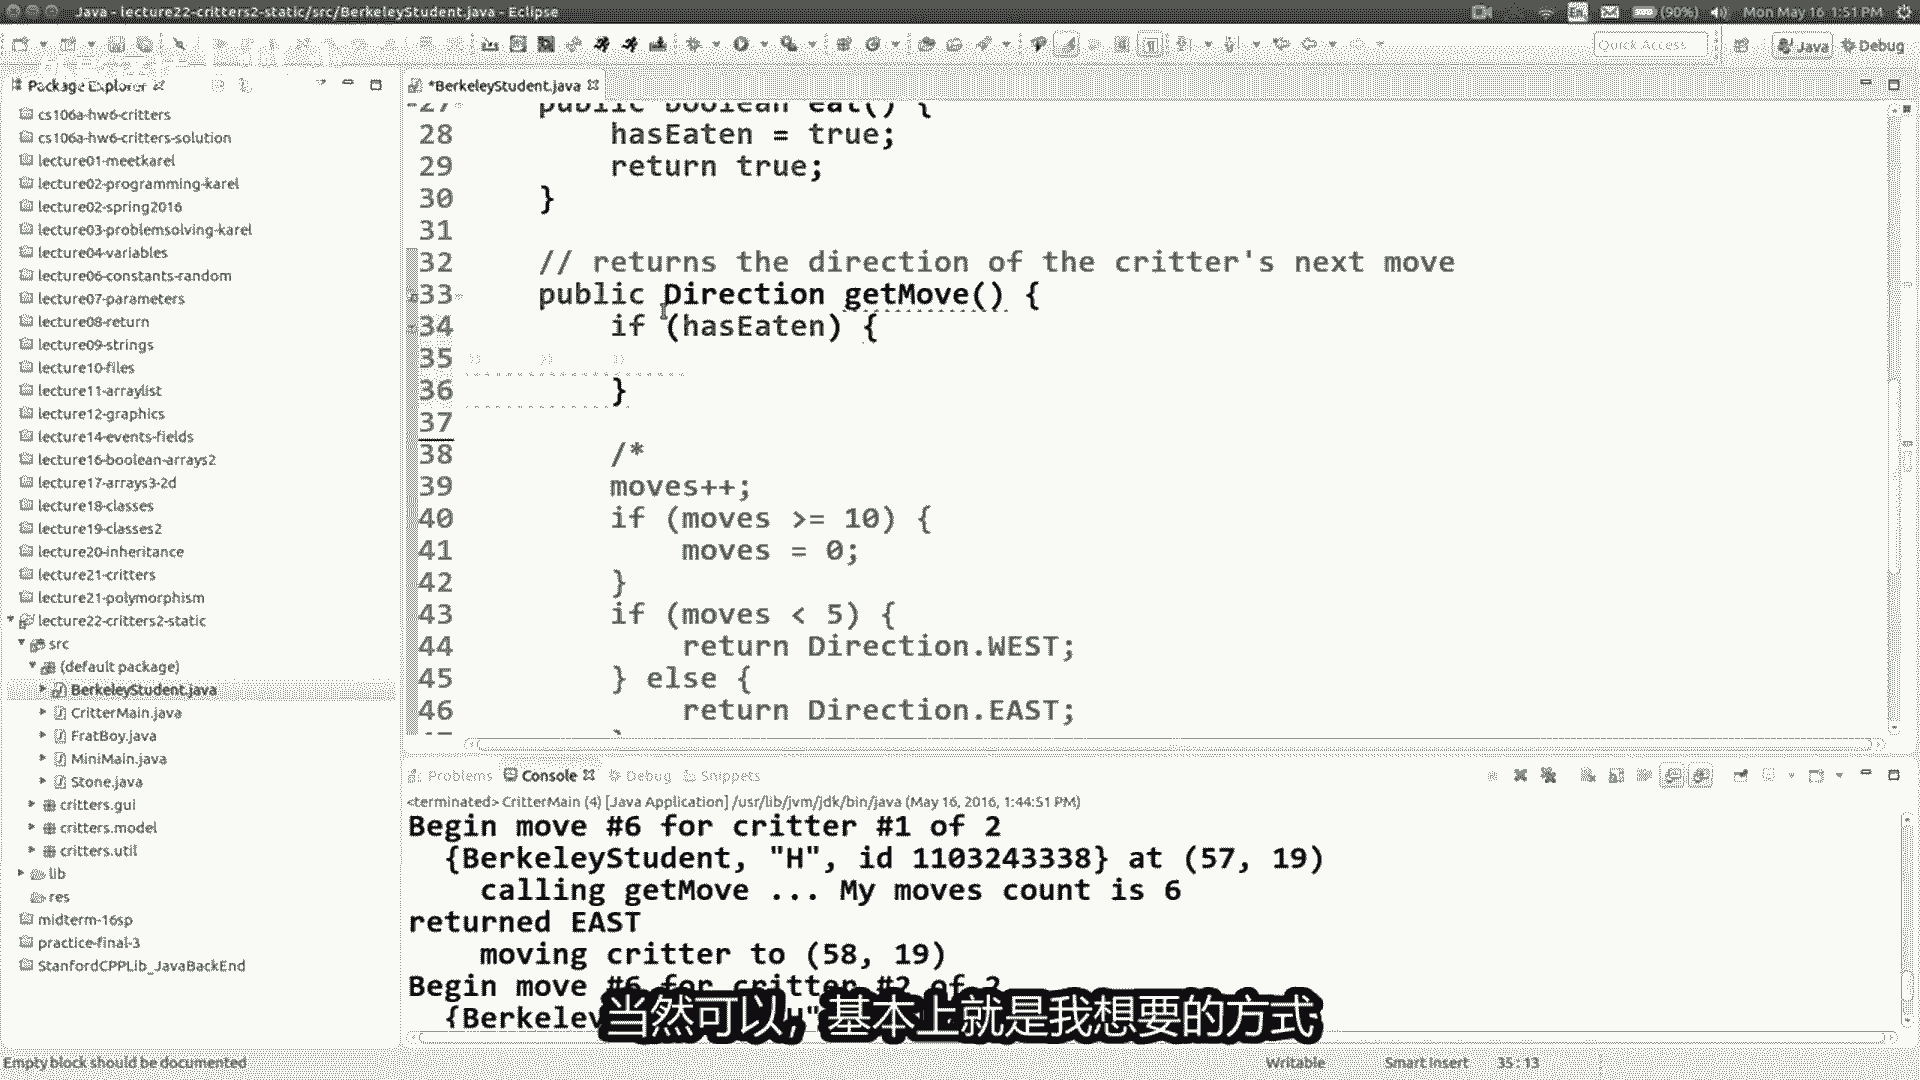 Java - lecture22-critters2-static/src/BerkeleyStudent.java - Eclipse
(90%) Mon May 16 1:51 PM
Quick Access
Java
Debug
Package Explorer
*BerkeleyStudent.java
cs106a-hw6-critters
cs106a-hw6-critters-solution
lecture01-meetkarel
lecture02-programming-karel
lecture02-spring2016
lecture03-problemsolving-karel
lecture04-variables
lecture06-constants-random
lecture07-parameters
lecture08-return
lecture09-strings
lecture10-files
lecture11-arraylist
lecture12-graphics
lecture14-events-fields
lecture16-boolean-arrays2
lecture17-arrays3-2d
lecture18-classes
lecture19-classes2
lecture20-inheritance
lecture21-critters
lecture21-polymorphism
lecture22-critters2-static
src
(default package)
BerkeleyStudent.java
CritterMain.java
FratBoy.java
MiniMain.java
Stone.java
critters.gui
critters.model
critters.util
lib
res
midterm-16sp
practice-final-3
StanfordCPPLib_JavaBackEnd
27 public boolean eat() {
28 hasEaten = true;
29 return true;
30 }
31
32 // returns the direction of the critter's next move
33 public Direction getMove() {
34 if (hasEaten) {
35
36 }
37
38 /*
39 moves++;
40 if (moves >= 10) {
41 moves = 0;
42 }
43 if (moves < 5) {
44 return Direction.WEST;
45 } else {
46 return Direction.EAST;
Problems Console Debug Snippets
<terminated> CritterMain (4) [Java Application] /usr/lib/jvm/jdk/bin/java (May 16, 2016, 1:44:51 PM)
Begin move #6 for critter #1 of 2
{BerkeleyStudent, "H", id 1103243338} at (57, 19)
calling getMove ... My moves count is 6
returned EAST
moving critter to (58, 19)
Begin move #6 for critter #2 of 2
{Berkele
当然可以，基本上就是我想要的方式
Empty block should be documented
Writable
Smart Insert
35 : 13